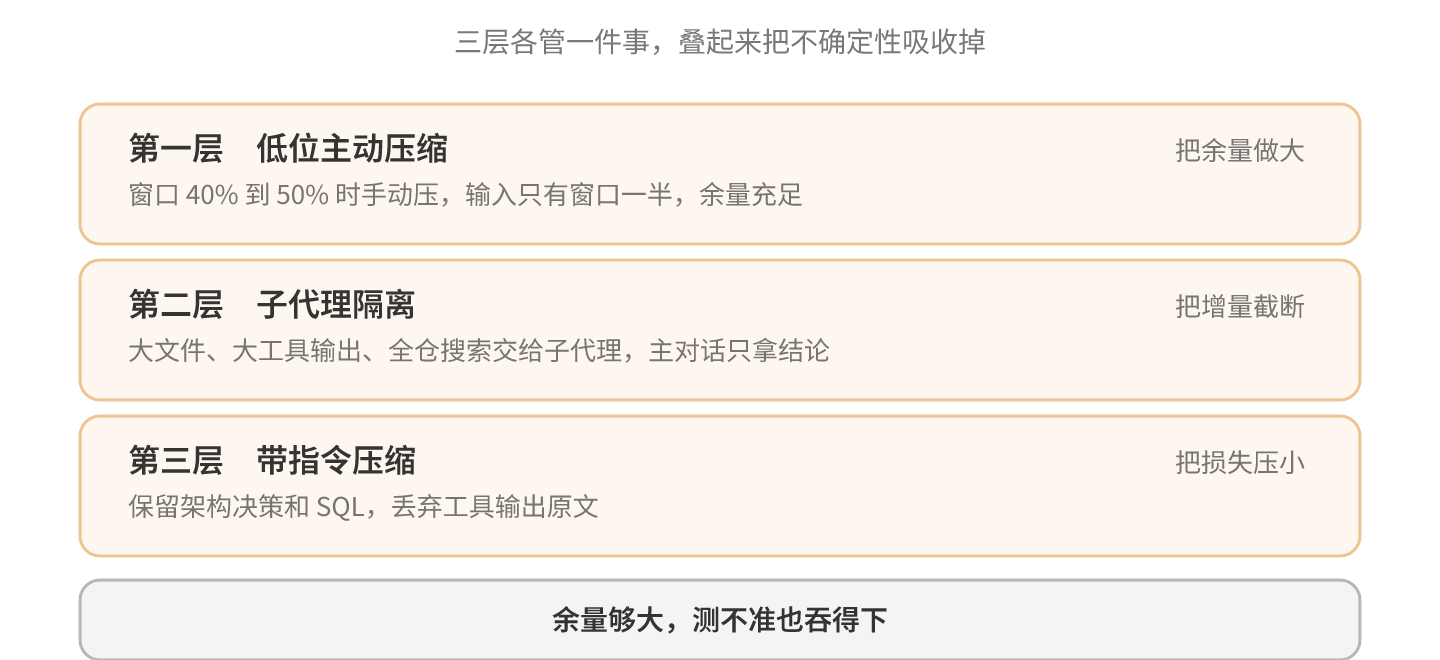 三层各管一件事，叠起来把不确定性吸收掉
第一层　低位主动压缩
把余量做大
窗口 40% 到 50% 时手动压，输入只有窗口一半，余量充足
第二层　子代理隔离
把增量截断
大文件、大工具输出、全仓搜索交给子代理，主对话只拿结论
第三层　带指令压缩
把损失压小
保留架构决策和 SQL，丢弃工具输出原文
余量够大，测不准也吞得下